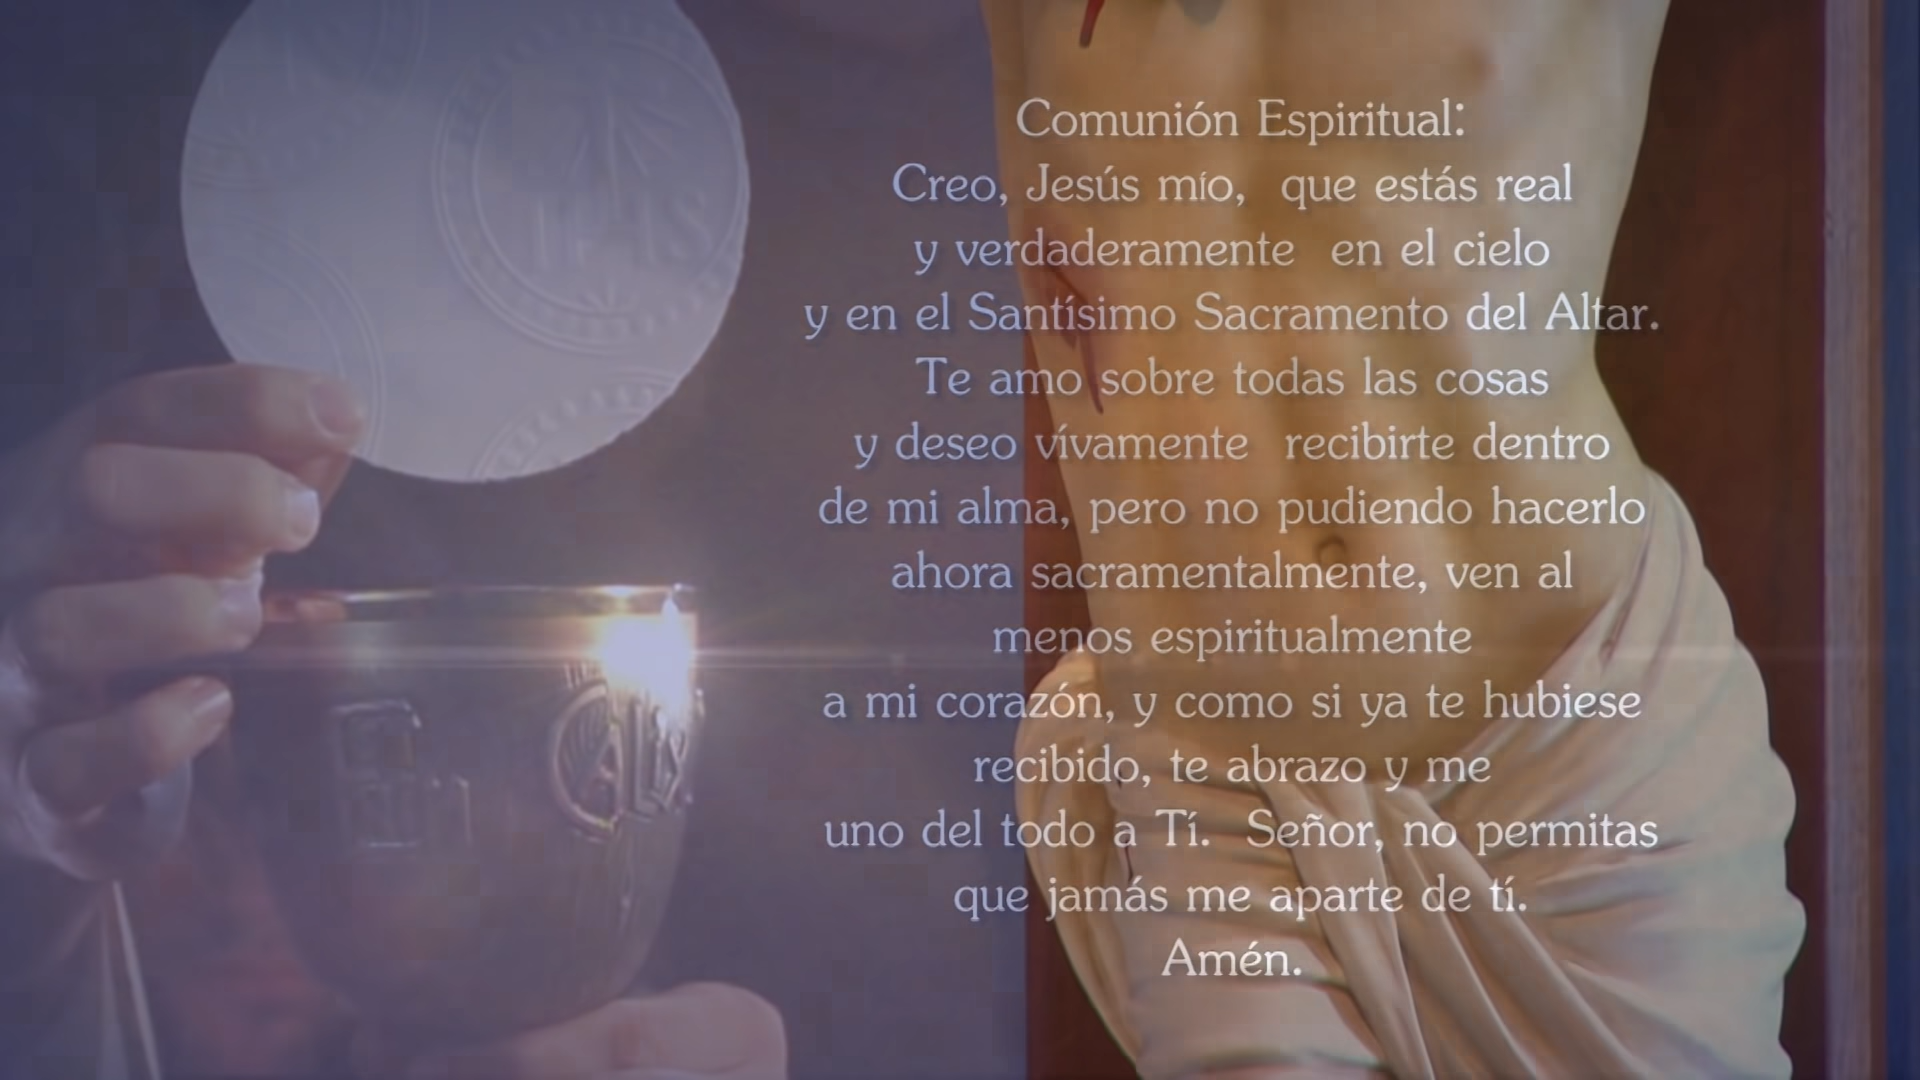 IHS
CALIX
Comunión Espiritual:
Creo, Jesús mío, que estás real
y verdaderamente en el cielo
y en el Santísimo Sacramento del Altar.
Te amo sobre todas las cosas
y deseo vívamente recibirte dentro
de mi alma, pero no pudiendo hacerlo
ahora sacramentalmente, ven al
menos espiritualmente
a mi corazón, y como si ya te hubiese
recibido, te abrazo y me
uno del todo a Tí. Señor, no permitas
que jamás me aparte de tí.
Amén.